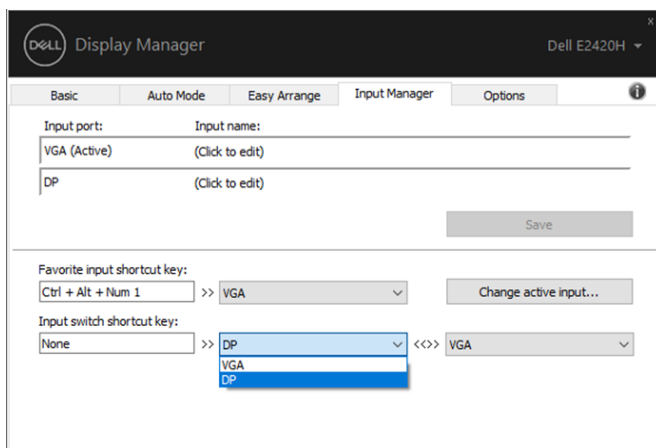 x
DELL Display Manager Dell E2420H
Basic Auto Mode Easy Arrange Input Manager Options i
Input port: Input name:
VGA (Active) (Click to edit)
DP (Click to edit)
Save
Favorite input shortcut key:
Ctrl + Alt + Num 1 >> VGA Change active input...
Input switch shortcut key:
None >> DP <<>> VGA
VGA
DP